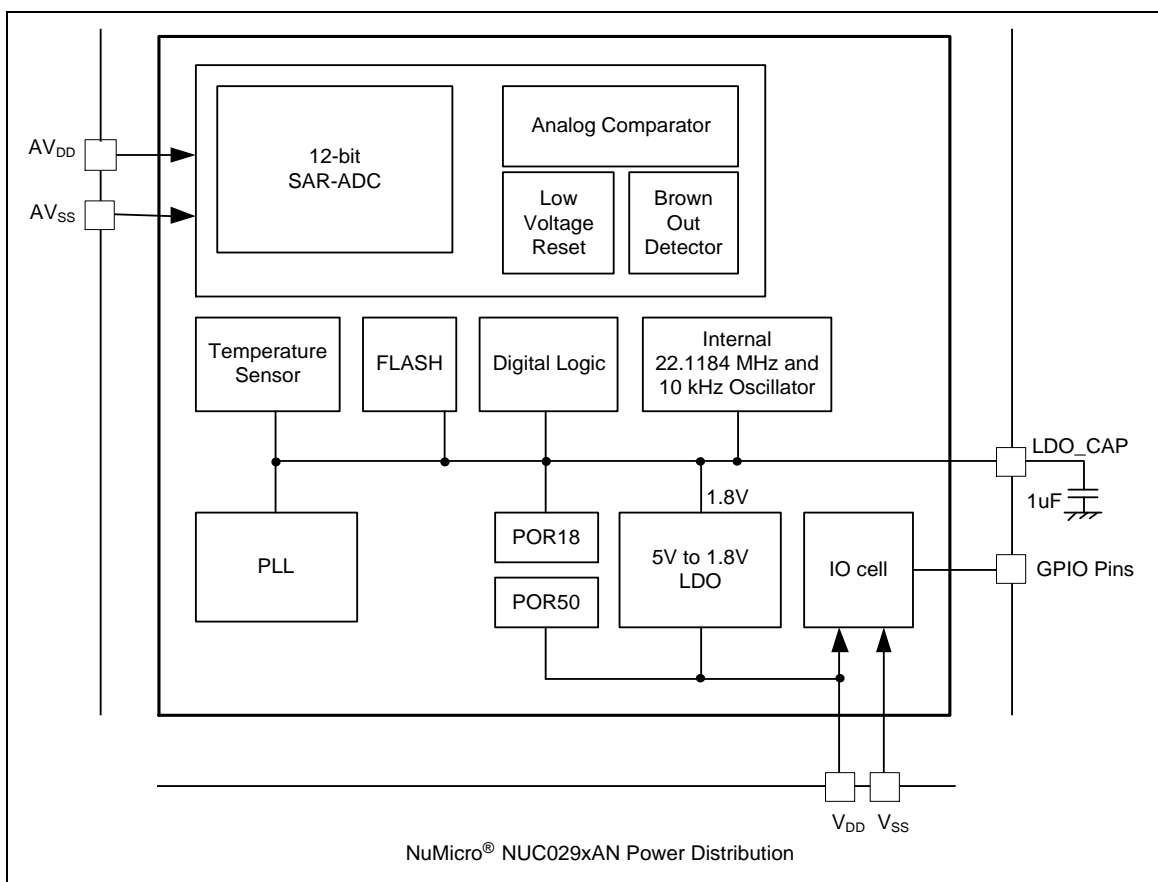 AVDD
AVSS
12-bit
SAR-ADC
Analog Comparator
Low
Voltage
Reset
Brown
Out
Detector
Temperature
Sensor
FLASH
Digital Logic
Internal
22.1184 MHz and
10 kHz Oscillator
LDO_CAP
1uF
1.8V
PLL
POR18
POR50
5V to 1.8V
LDO
IO cell
GPIO Pins
VDD
VSS
NuMicro® NUC029xAN Power Distribution